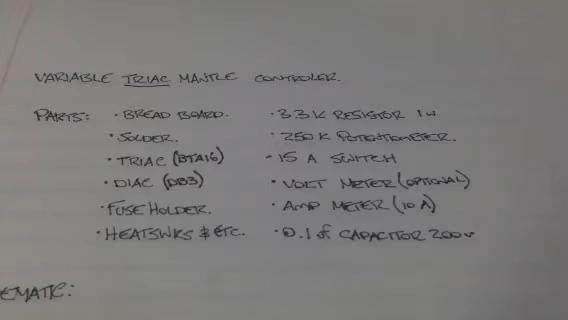 VARIABLE TRIAC MANTLE CONTROLER.
PARTS: • BREAD BOARD. • 3.3K RESISTOR 1W
• SOLDER. • 250 K POTENTIOMETER.
• TRIAC (BTA16) • 15 A SWITCH
• DIAC (DB3) • VOLT METER (OPTIONAL)
• FUSE HOLDER. • AMP METER (10 A)
• HEATSINKS & ETC. • 0.1 CAPACITOR 200V
EMATIC: